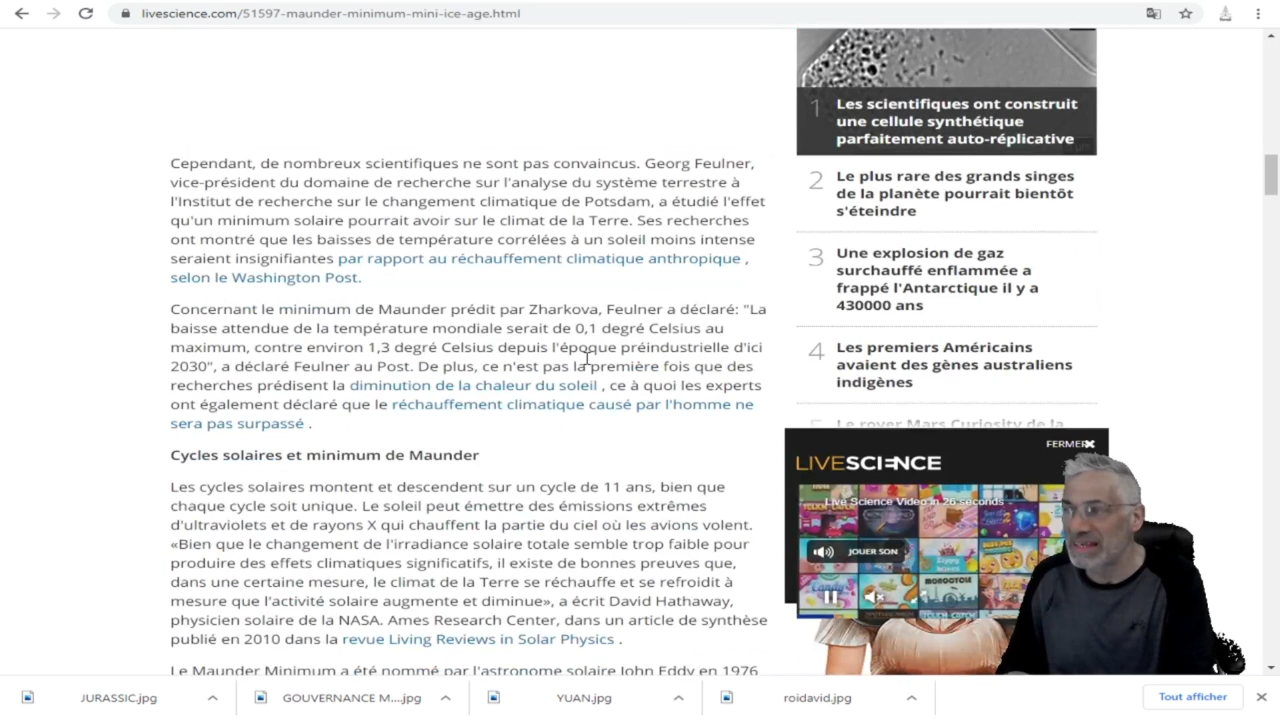 livescience.com/51597-maunder-minimum-mini-ice-age.html
Cependant, de nombreux scientifiques ne sont pas convaincus. Georg Feulner,
vice-président du domaine de recherche sur l'analyse du système terrestre à
l'Institut de recherche sur le changement climatique de Potsdam, a étudié l'effet
qu'un minimum solaire pourrait avoir sur le climat de la Terre. Ses recherches
ont montré que les baisses de température corrélées à un soleil moins intense
seraient insignifiantes par rapport au réchauffement climatique anthropique ,
selon le Washington Post.
Concernant le minimum de Maunder prédit par Zharkova, Feulner a déclaré: "La
baisse attendue de la température mondiale serait de 0,1 degré Celsius au
maximum, contre environ 1,3 degré Celsius depuis l'époque préindustrielle d'ici
2030", a déclaré Feulner au Post. De plus, ce n'est pas la première fois que des
recherches prédisent la diminution de la chaleur du soleil , ce à quoi les experts
ont également déclaré que le réchauffement climatique causé par l'homme ne
sera pas surpassé .
Cycles solaires et minimum de Maunder
Les cycles solaires montent et descendent sur un cycle de 11 ans, bien que
chaque cycle soit unique. Le soleil peut émettre des émissions extrêmes
d'ultraviolets et de rayons X qui chauffent la partie du ciel où les avions volent.
«Bien que le changement de l'irradiance solaire totale semble trop faible pour
produire des effets climatiques significatifs, il existe de bonnes preuves que,
dans une certaine mesure, le climat de la Terre se réchauffe et se refroidit à
mesure que l'activité solaire augmente et diminue», a écrit David Hathaway,
physicien solaire de la NASA. Ames Research Center, dans un article de synthèse
publié en 2010 dans la revue Living Reviews in Solar Physics .
Le Maunder Minimum a été nommé par l'astronome solaire John Eddy en 1976
1 Les scientifiques ont construit
une cellule synthétique
parfaitement auto-réplicative
2 Le plus rare des grands singes
de la planète pourrait bientôt
s'éteindre
3 Une explosion de gaz
surchauffé enflammée a
frappé l'Antarctique il y a
430000 ans
4 Les premiers Américains
avaient des gènes australiens
indigènes
5 Le rover Mars Curiosity de la
FERMER
LIVESCIENCE
Live Science Video in 26 seconds
JOUER SON
MONOCYCLE
JURASSIC.jpg
GOUVERNANCE M....jpg
YUAN.jpg
roidavid.jpg
Tout afficher